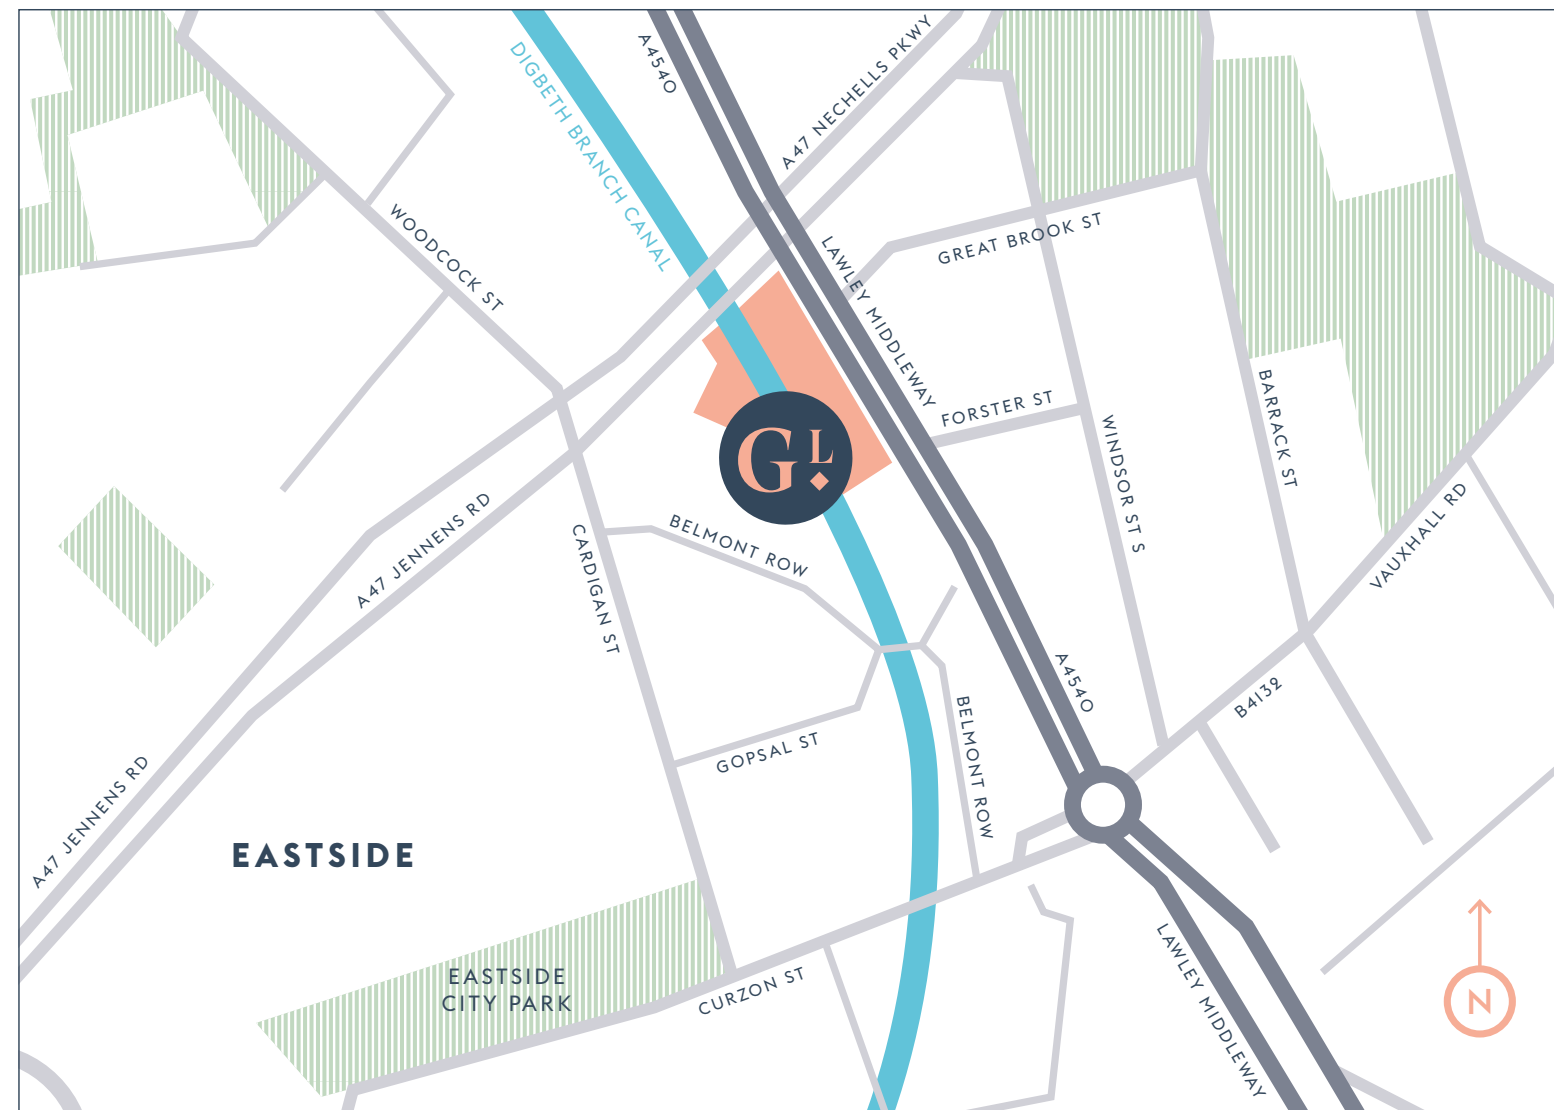 A4540
A47 NECHELLS PKWY
DIGBETH BRANCH CANAL
WOODCOCK ST
GREAT BROOK ST
LAWLEY MIDDLEWAY
FORSTER ST
BARRACK ST
WINDSOR ST S
GL
A47 JENNENS RD
BELMONT ROW
CARDIGAN ST
VAUXHALL RD
A4540
B4132
BELMONT ROW
GOPSAL ST
A47 JENNENS RD
EASTSIDE
EASTSIDE
CITY PARK
CURZON ST
LAWLEY MIDDLEWAY
N